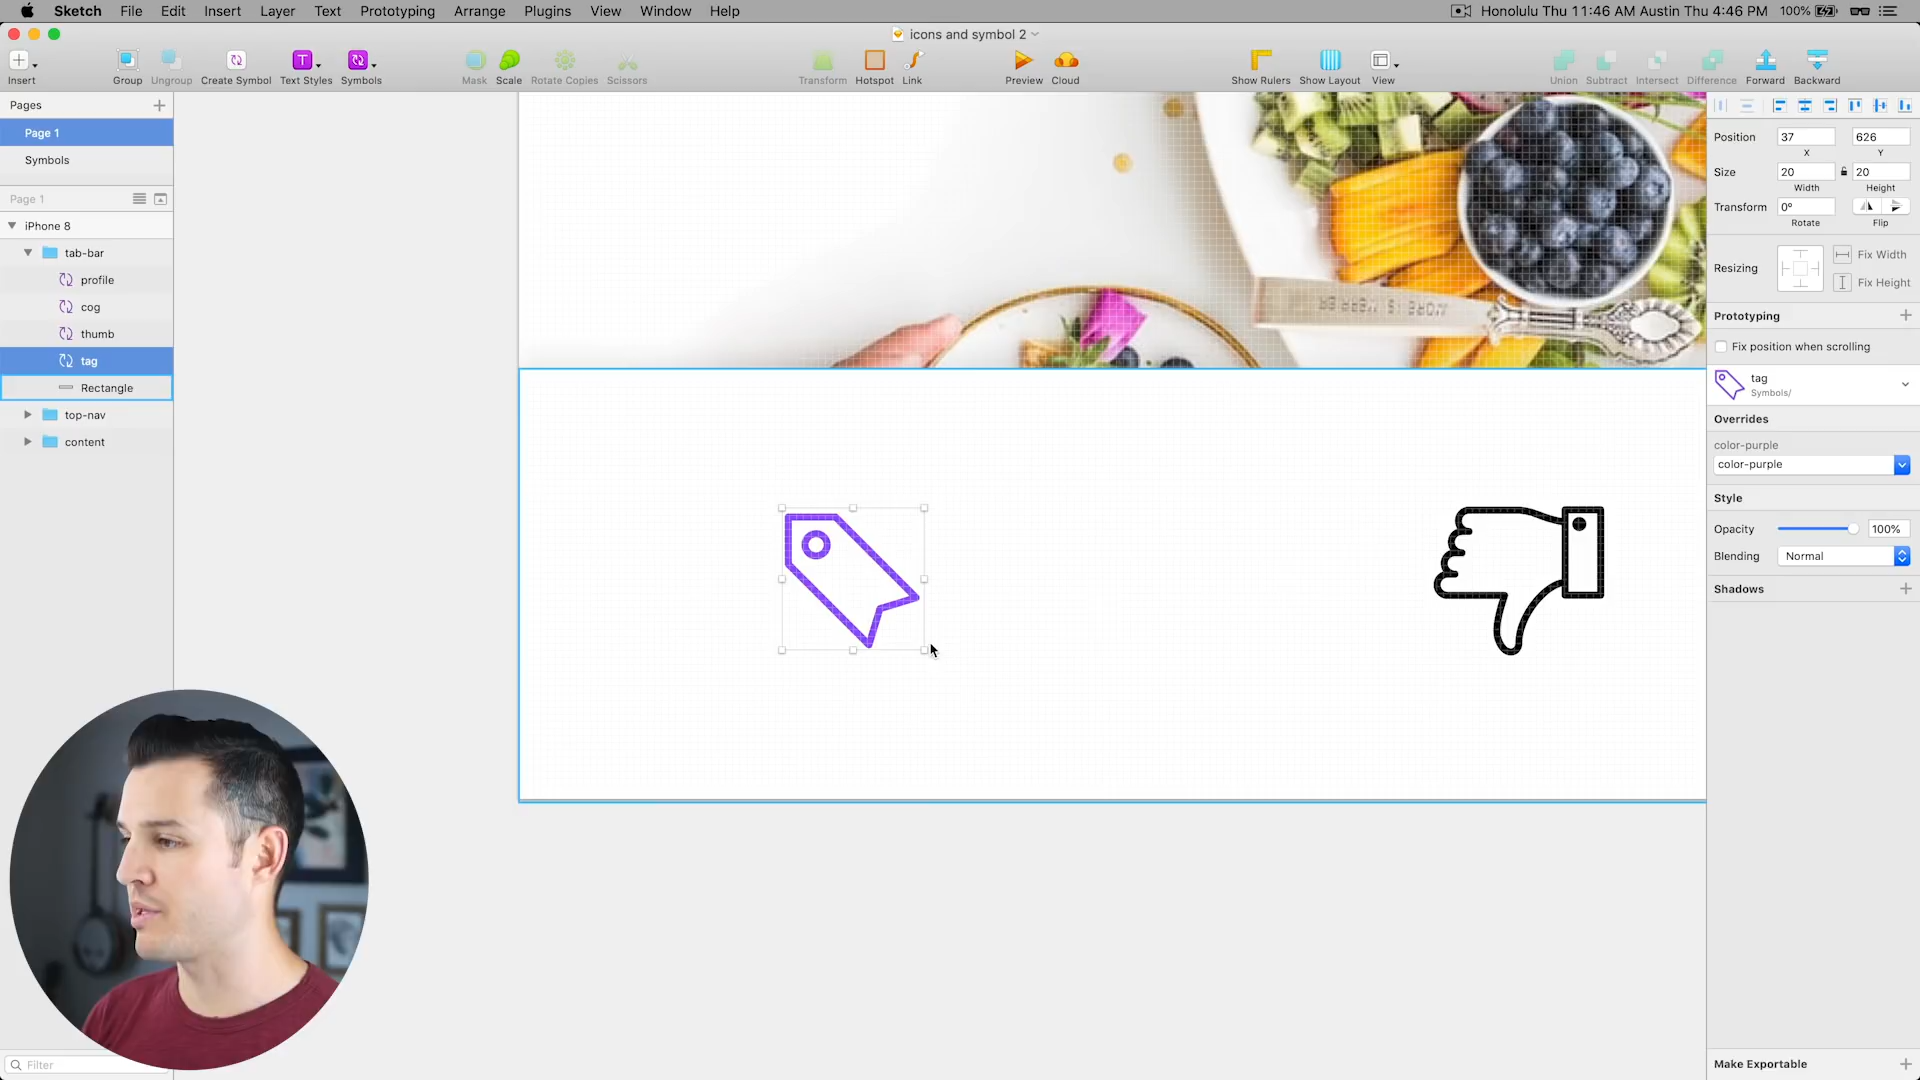 Sketch File Edit Insert Layer Text Prototyping Arrange Plugins View Window Help
Honolulu Thu 11:46 AM Austin Thu 4:46 PM 100%
icons and symbol 2
Insert Group Ungroup Create Symbol Text Styles Symbols Mask Scale Rotate Copies Scissors Transform Hotspot Link Preview Cloud Show Rulers Show Layout View Union Subtract Intersect Difference Forward Backward
Pages
Page 1
Symbols
Page 1
iPhone 8
tab-bar
profile
cog
thumb
tag
Rectangle
top-nav
content
Filter
Position 37 626
X Y
Size 20 20
Width Height
Transform 0°
Rotate Flip
Resizing
Fix Width
Fix Height
Prototyping
Fix position when scrolling
tag
Symbols/
Overrides
color-purple
color-purple
Style
Opacity 100%
Blending Normal
Shadows
Make Exportable